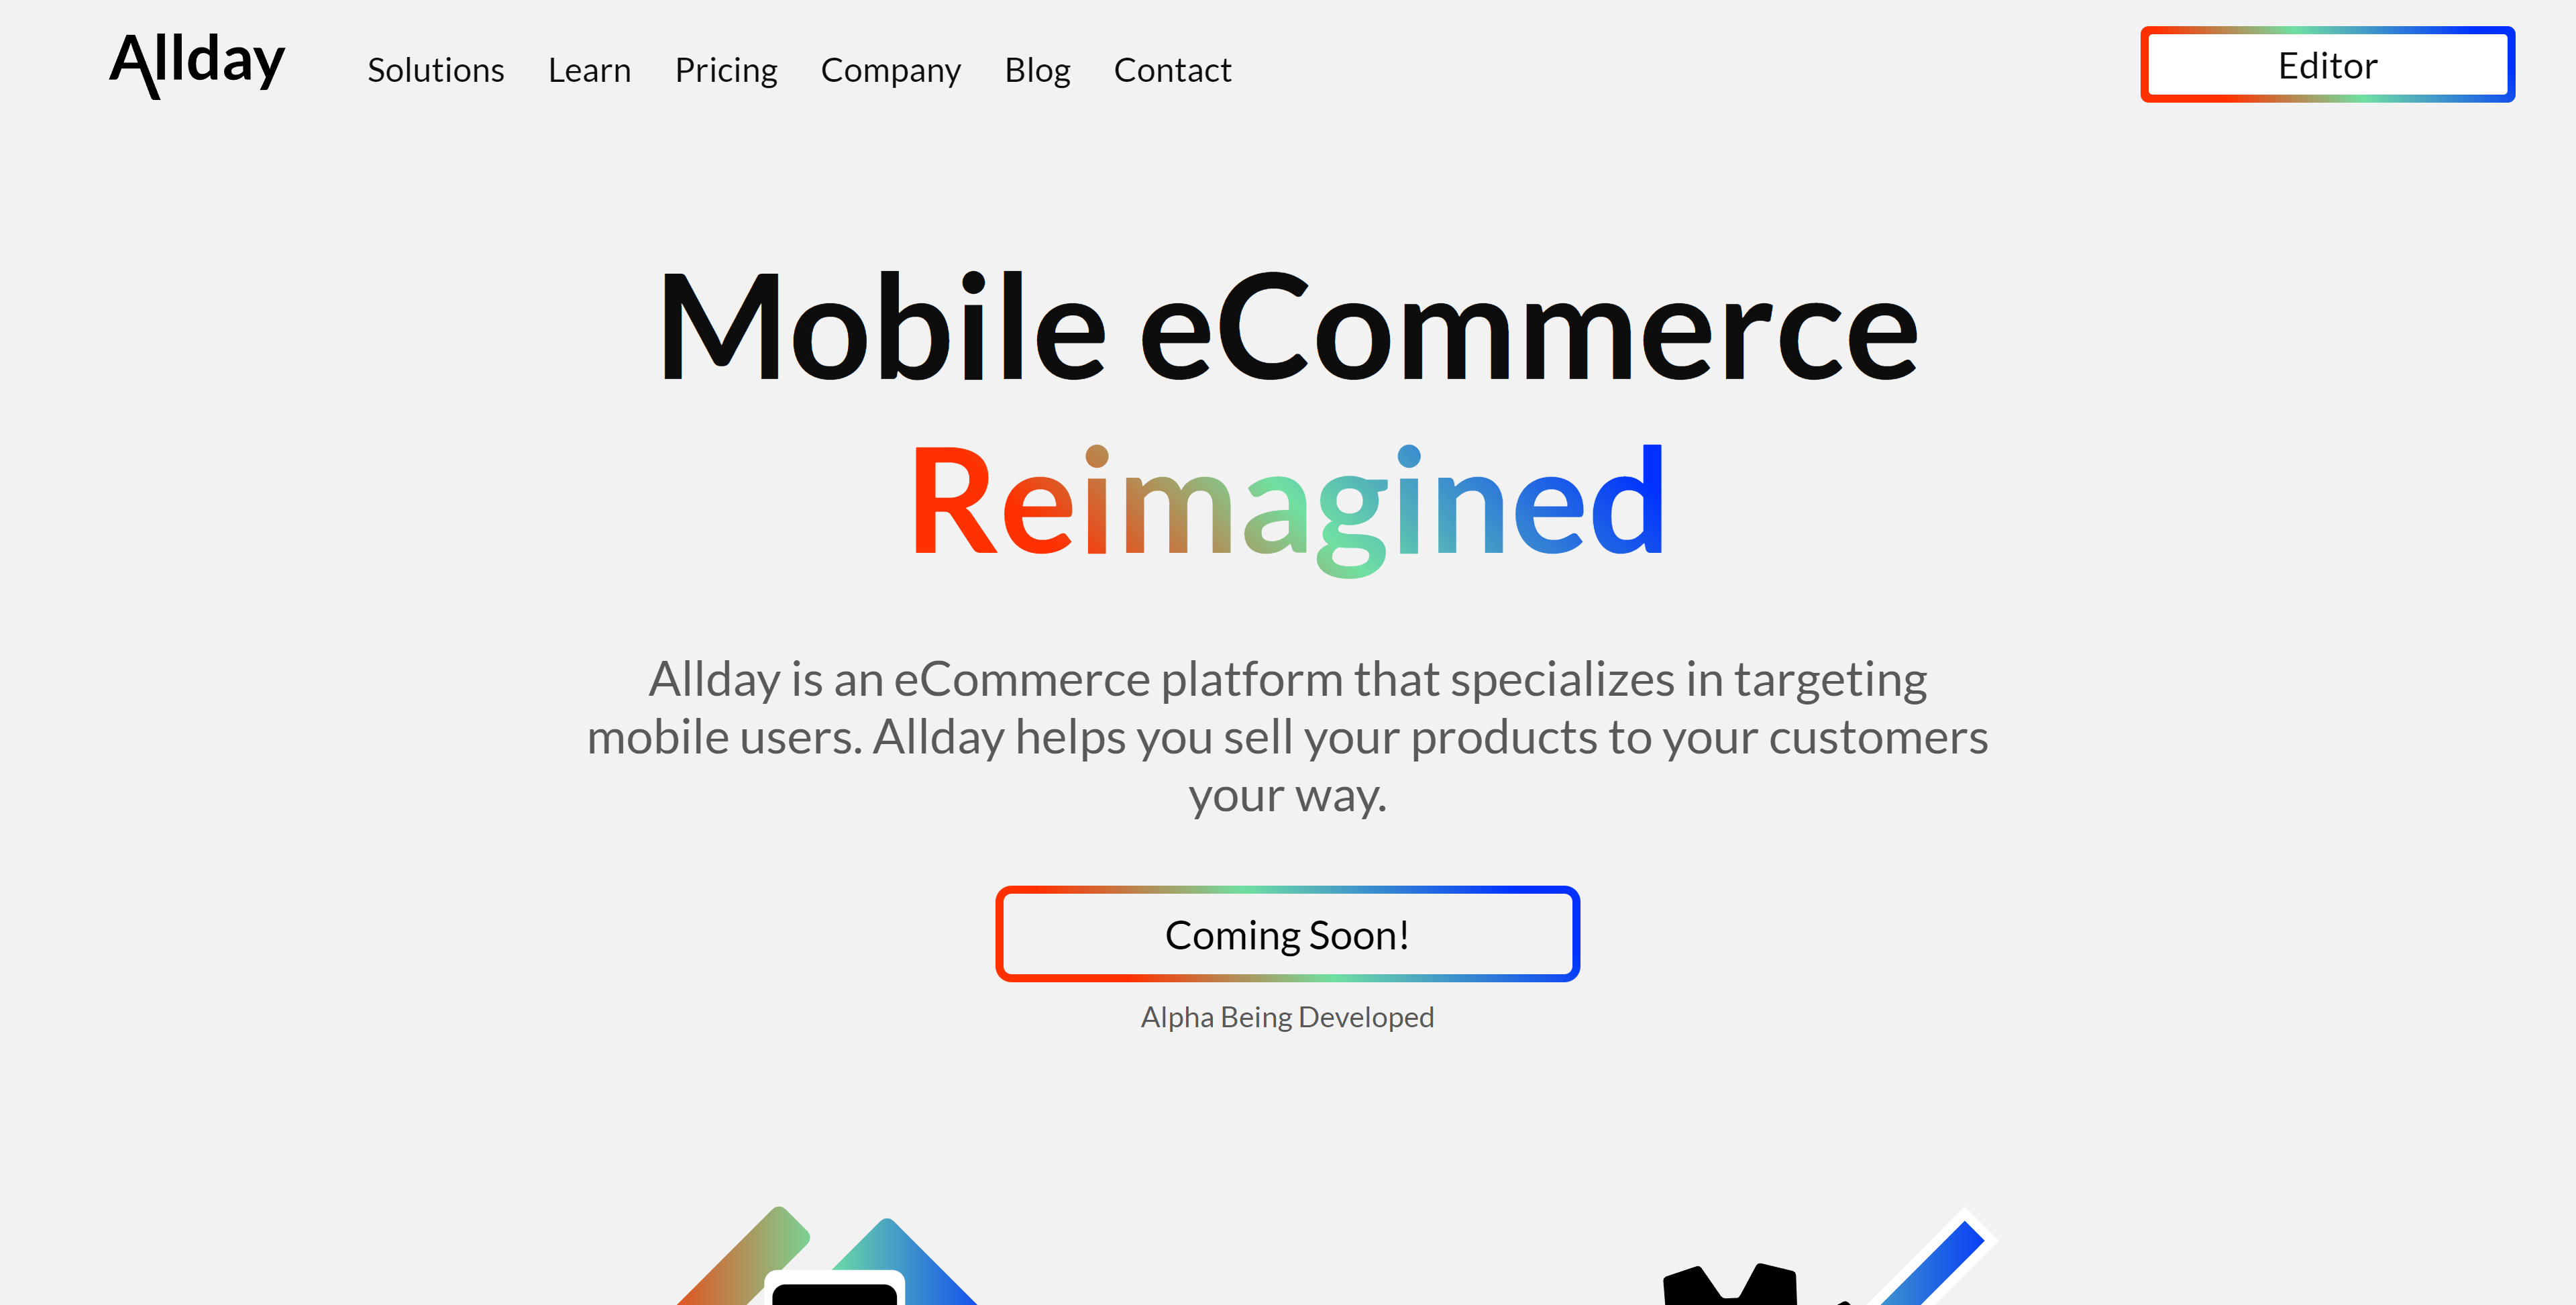 Allday
Solutions Learn Pricing Company Blog Contact
Editor
Mobile eCommerce
Reimagined
Allday is an eCommerce platform that specializes in targeting
mobile users. Allday helps you sell your products to your customers
your way.
Coming Soon!
Alpha Being Developed